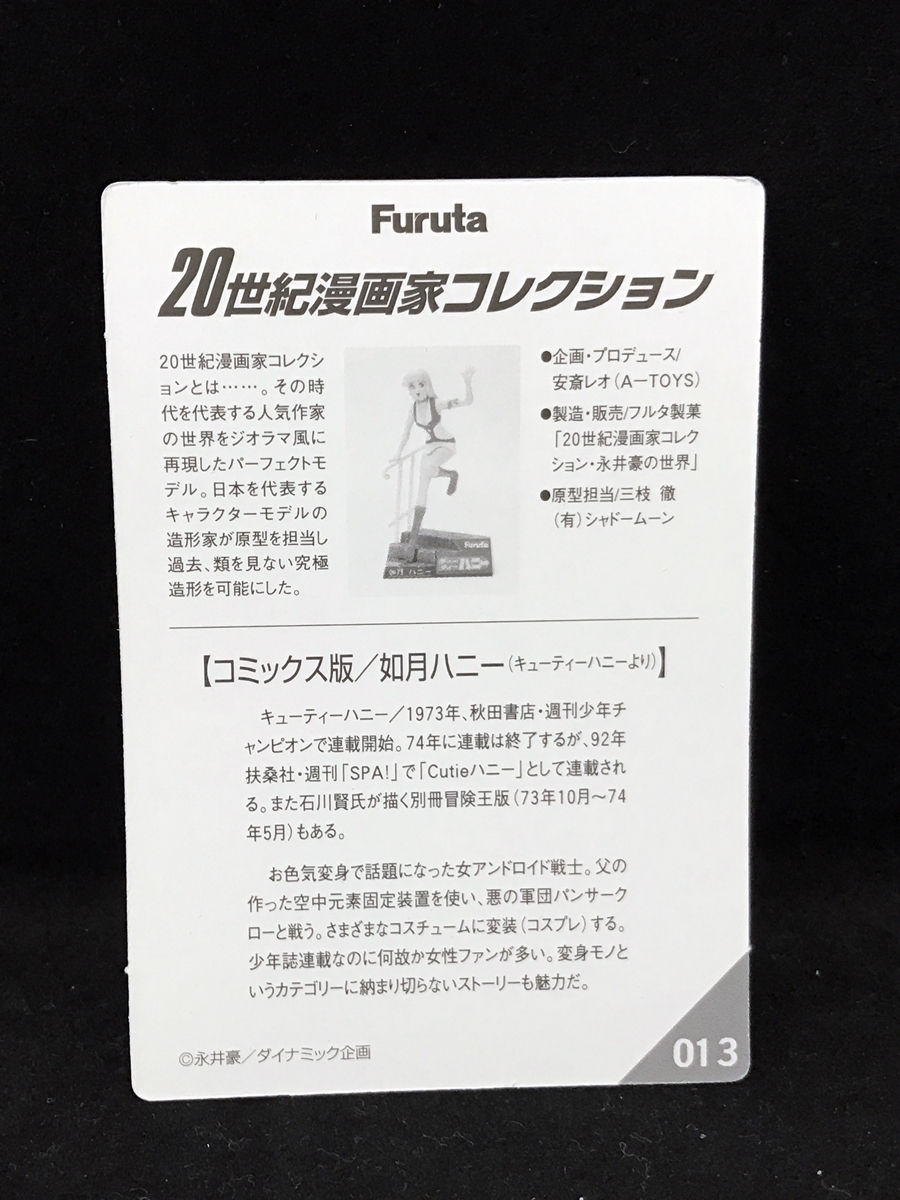 Furuta
20世紀漫画家コレクション
20世紀漫画家コレクシ
ョンとは……。その時
代を代表する人気作家
の世界をジオラマ風に
再現したパーフェクトモ
デル。日本を代表する
キャラクターモデルの
造形家が原型を担当し
過去、類を見ない究極
造形を可能にした。
Furuta
如月 ハニー
キューティーハニー
●企画・プロデュース/
安斎レオ(A−TOYS)
●製造・販売/フルタ製菓
「20世紀漫画家コレク
ション・永井豪の世界」
●原型担当/三枝 徹
(有)シャドームーン
【コミックス版/如月ハニー(キューティーハニーより)】
キューティーハニー/1973年、秋田書店・週刊少年チ
ャンピオンで連載開始。74年に連載は終了するが、92年
扶桑社・週刊「SPA!」で「Cutieハニー」として連載され
る。また石川賢氏が描く別冊冒険王版(73年10月〜74
年5月)もある。
お色気変身で話題になった女アンドロイド戦士。父の
作った空中元素固定装置を使い、悪の軍団パンサーク
ローと戦う。さまざまなコスチュームに変装(コスプレ)する。
少年誌連載なのに何故か女性ファンが多い。変身モノと
いうカテゴリーに納まり切らないストーリーも魅力だ。
©永井豪/ダイナミック企画
013